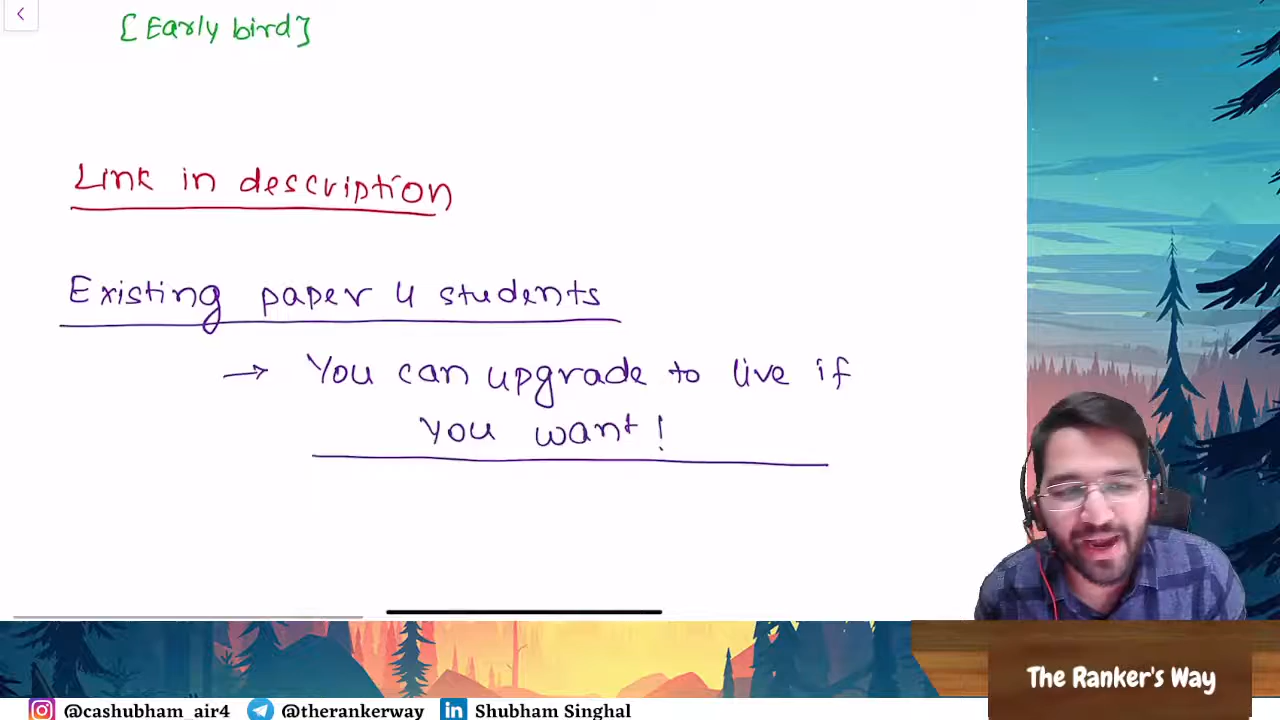 [Early bird]
Link in description
Existing paper 4 students
→ You can upgrade to live if
you want!
The Ranker's Way
@cashubham_air4 @therankerway Shubham Singhal